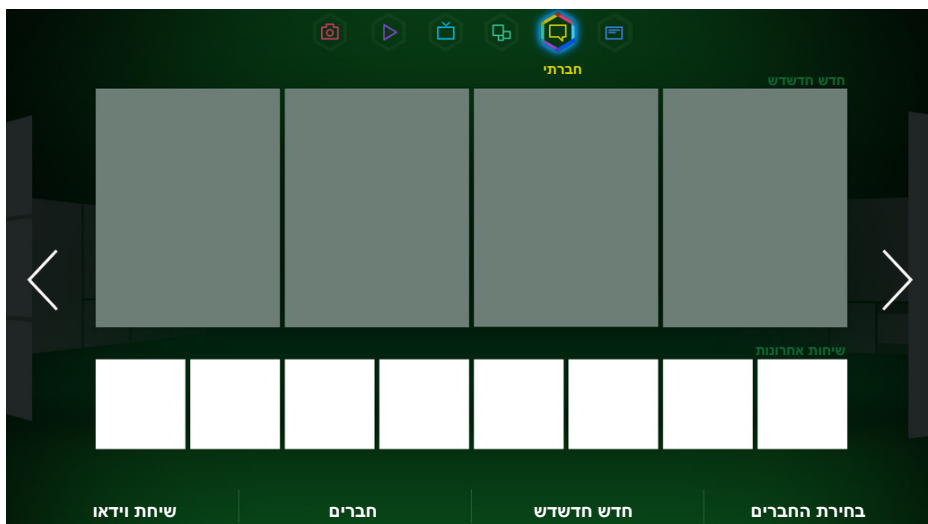 חברתי
חדש חדשדש
שיחות אחרונות
בחירת החברים
חדש חדשדש
חברים
שיחת וידאו